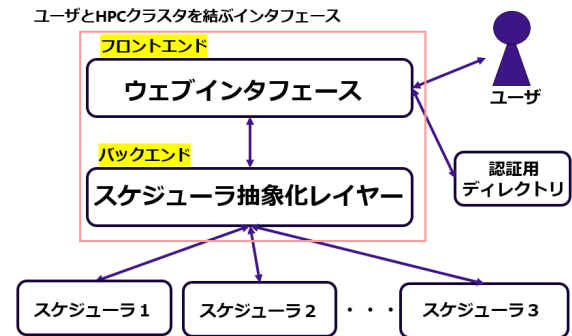 ユーザとHPCクラスタを結ぶインタフェース
フロントエンド
ウェブインタフェース
ユーザ
バックエンド
スケジューラ抽象化レイヤー
認証用
ディレクトリ
スケジューラ１
スケジューラ２
・・・
スケジューラ３